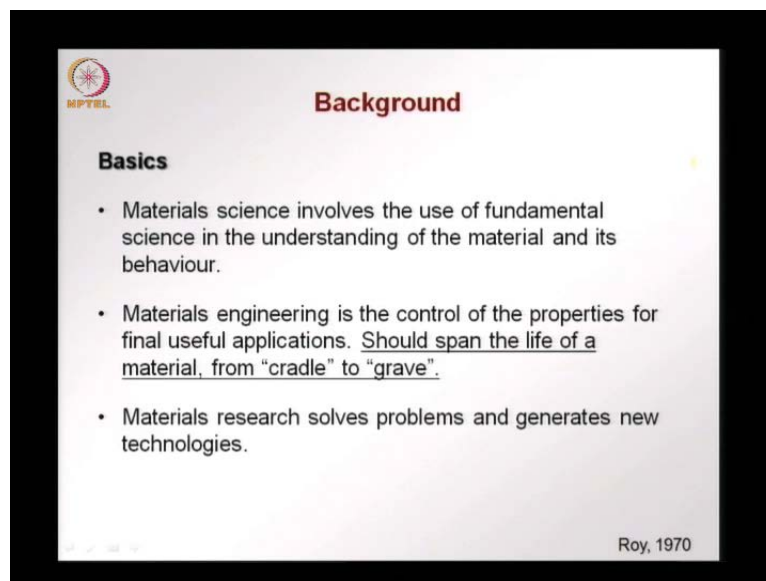 NPTEL
Background
Basics
• Materials science involves the use of fundamental
science in the understanding of the material and its
behaviour.
• Materials engineering is the control of the properties for
final useful applications. Should span the life of a
material, from “cradle” to “grave”.
• Materials research solves problems and generates new
technologies.
Roy, 1970